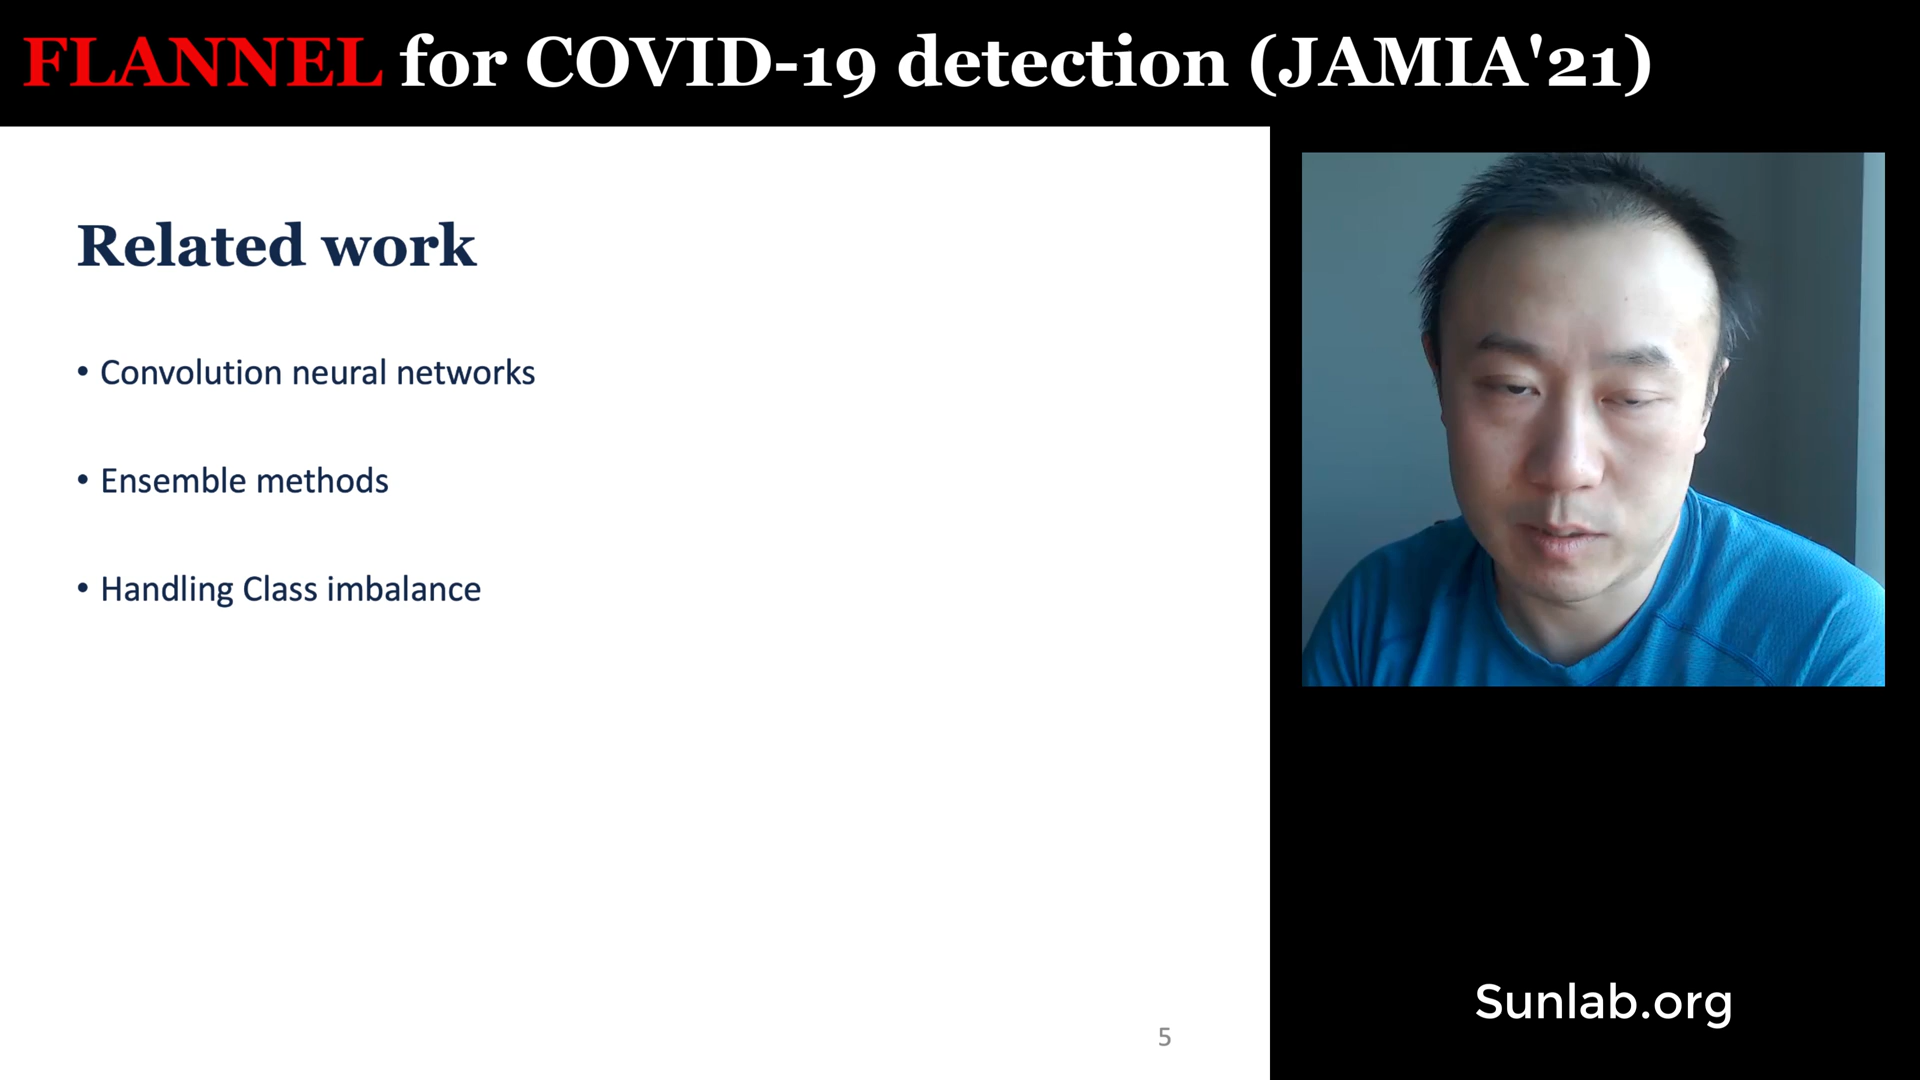 FLANNEL for COVID-19 detection (JAMIA'21)
Related work
• Convolution neural networks
• Ensemble methods
• Handling Class imbalance
5
Sunlab.org